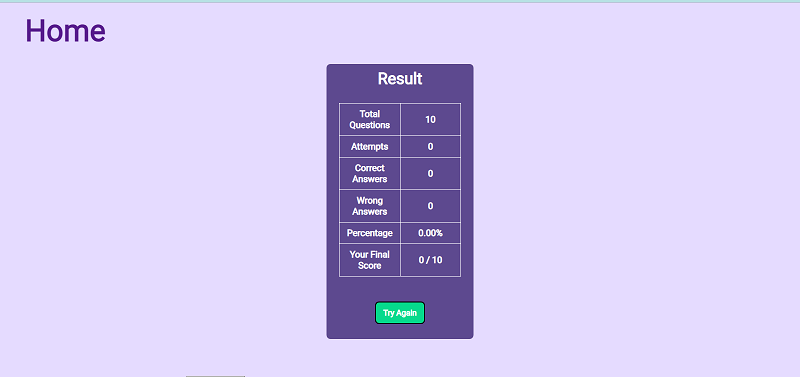 Home
Result
Total
Questions
10
Attempts
0
Correct
Answers
0
Wrong
Answers
0
Percentage
0.00%
Your Final
Score
0 / 10
Try Again